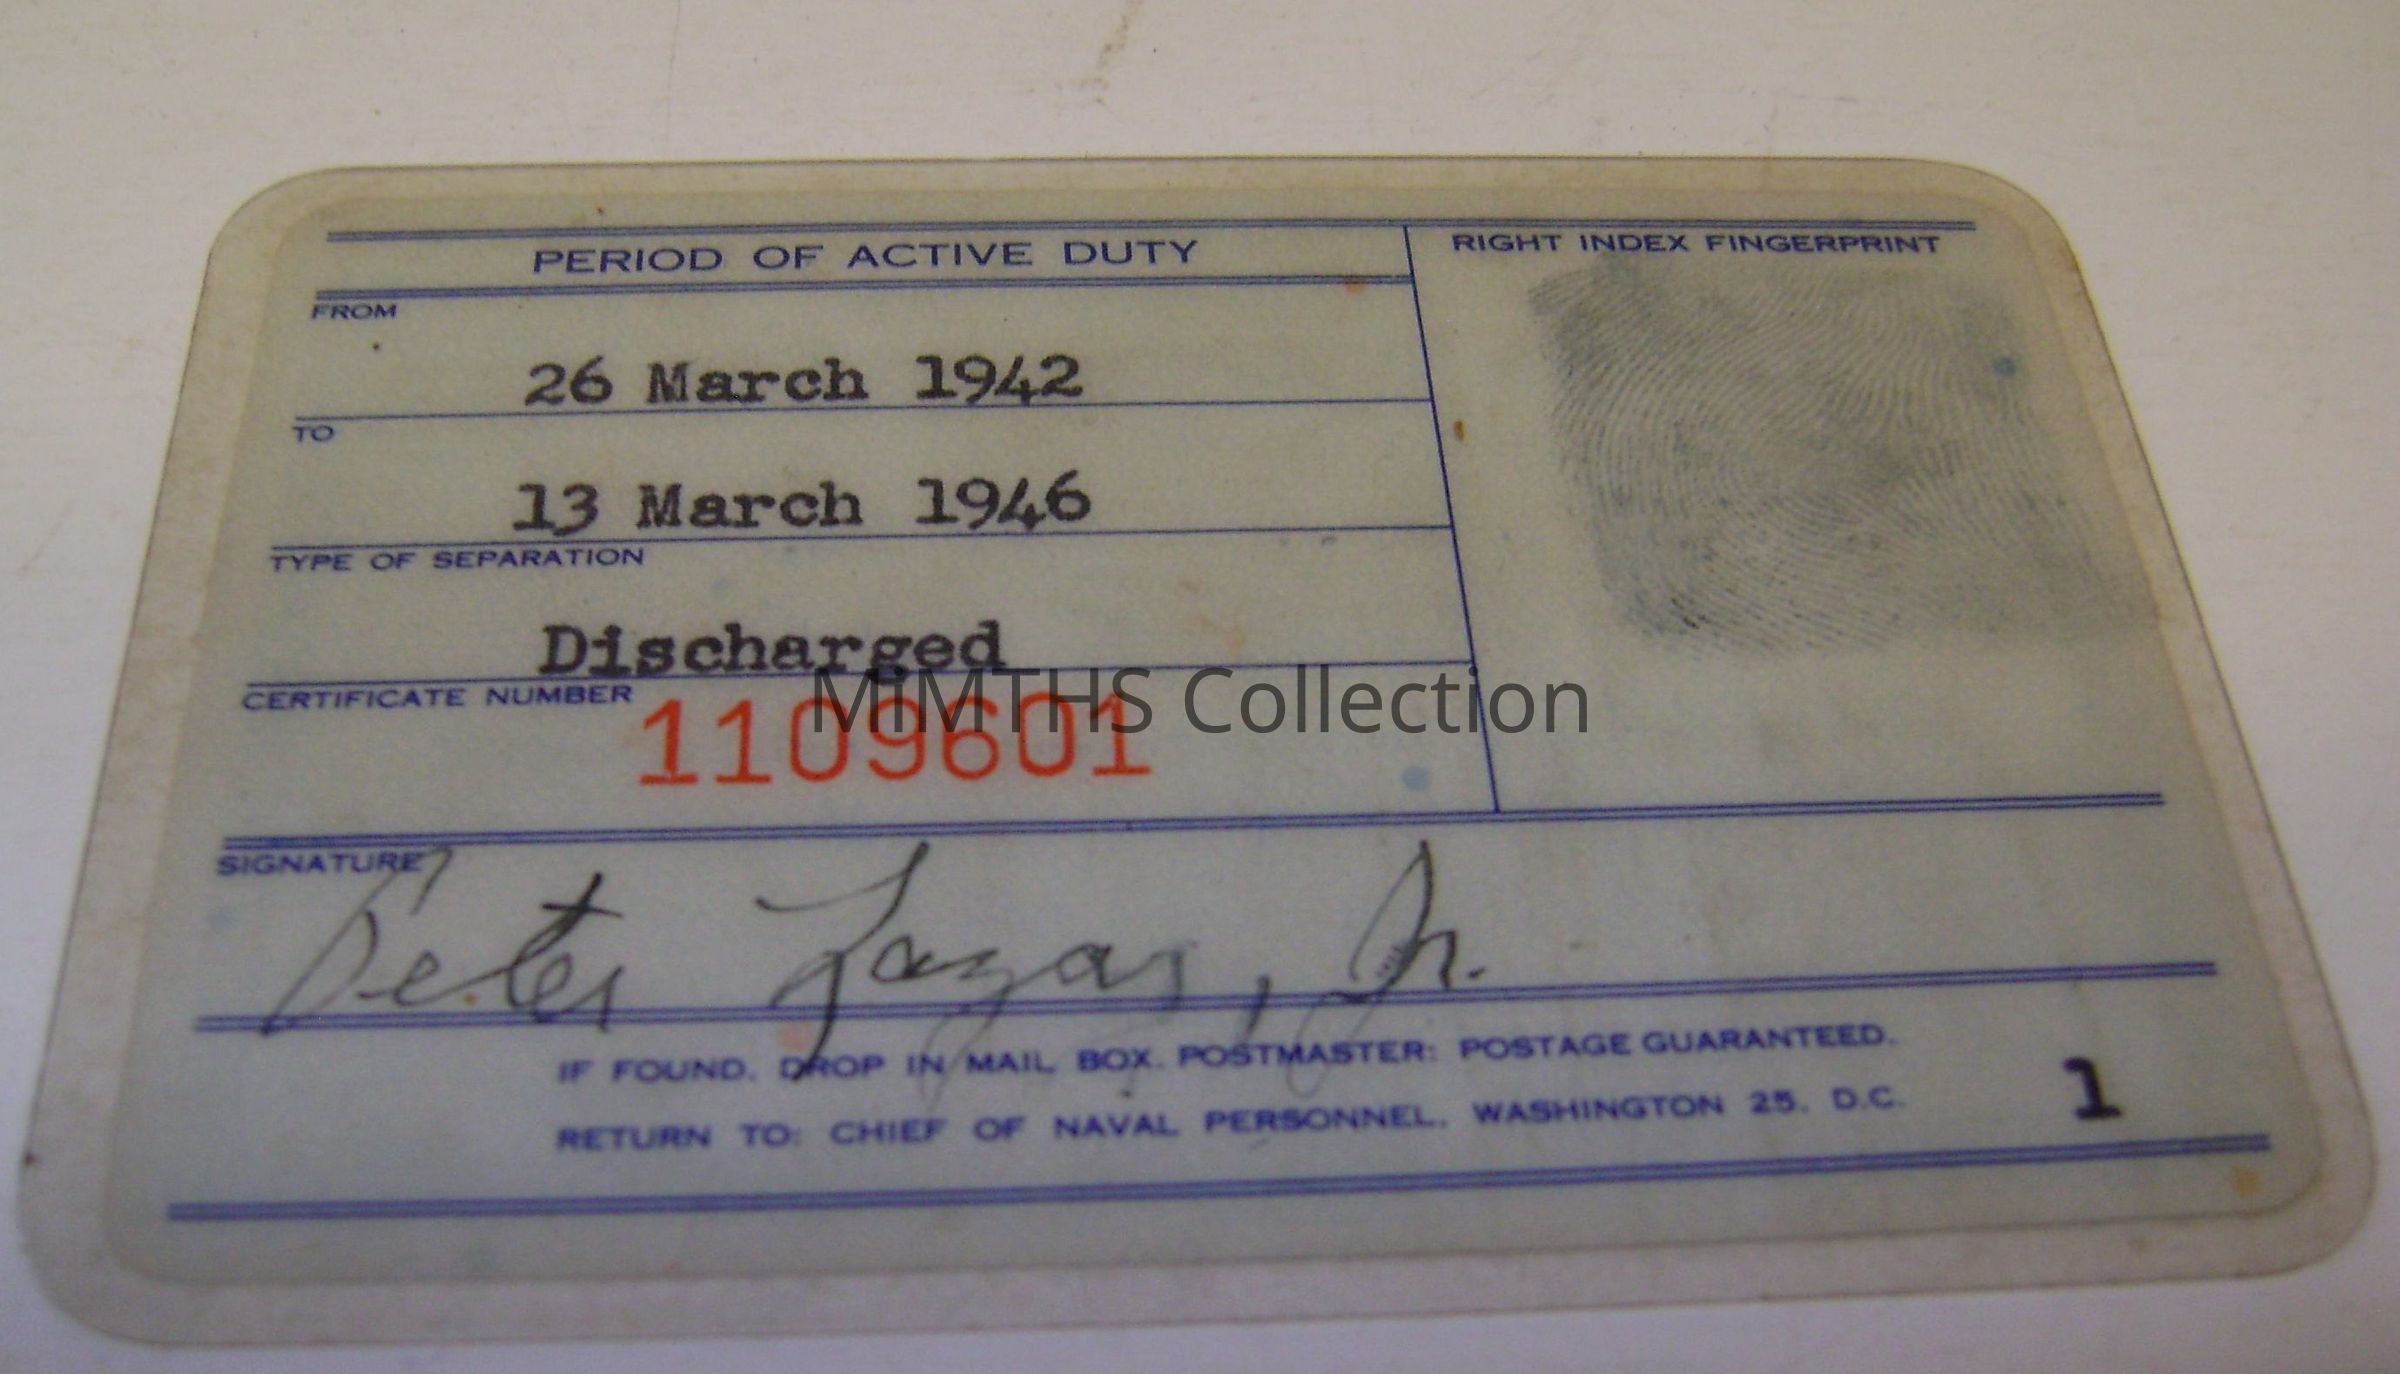 PERIOD OF ACTIVE DUTY
RIGHT INDEX FINGERPRINT
FROM
26 March 1942
TO
13 March 1946
TYPE OF SEPARATION
Discharged
CERTIFICATE NUMBER
1109601
MiMTHS Collection
SIGNATURE
Peter Lazar, Jr.
IF FOUND, DROP IN MAIL BOX. POSTMASTER: POSTAGE GUARANTEED.
RETURN TO: CHIEF OF NAVAL PERSONNEL, WASHINGTON 25, D.C.
1